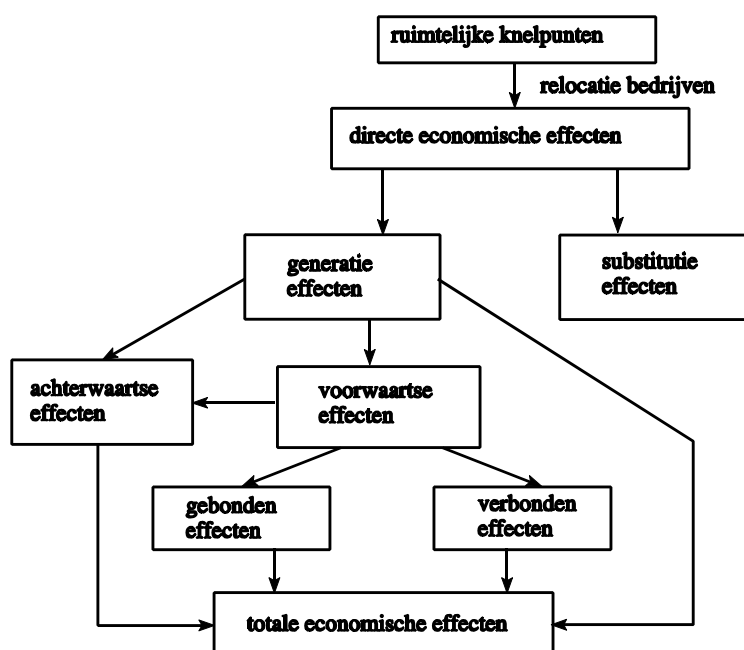 ruimtelijke knelpunten
relocatie bedrijven
directe economische effecten
generatie
effecten
substitutie
effecten
achterwaartse
effecten
voorwaartse
effecten
gebonden
effecten
verbonden
effecten
totale economische effecten